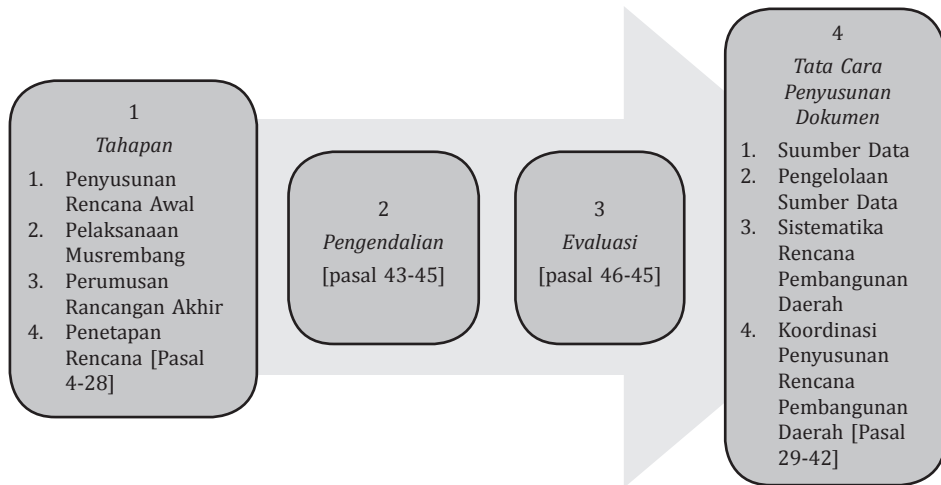 1
Tahapan
1. Penyusunan
Rencana Awal
2. Pelaksanaan
Musrembang
3. Perumusan
Rancangan Akhir
4. Penetapan
Rencana [Pasal
4-28]
2
Pengendalian
[pasal 43-45]
3
Evaluasi
[pasal 46-45]
4
Tata Cara
Penyusunan
Dokumen
1. Suumber Data
2. Pengelolaan
Sumber Data
3. Sistematika
Rencana
Pembangunan
Daerah
4. Koordinasi
Penyusunan
Rencana
Pembangunan
Daerah [Pasal
29-42]